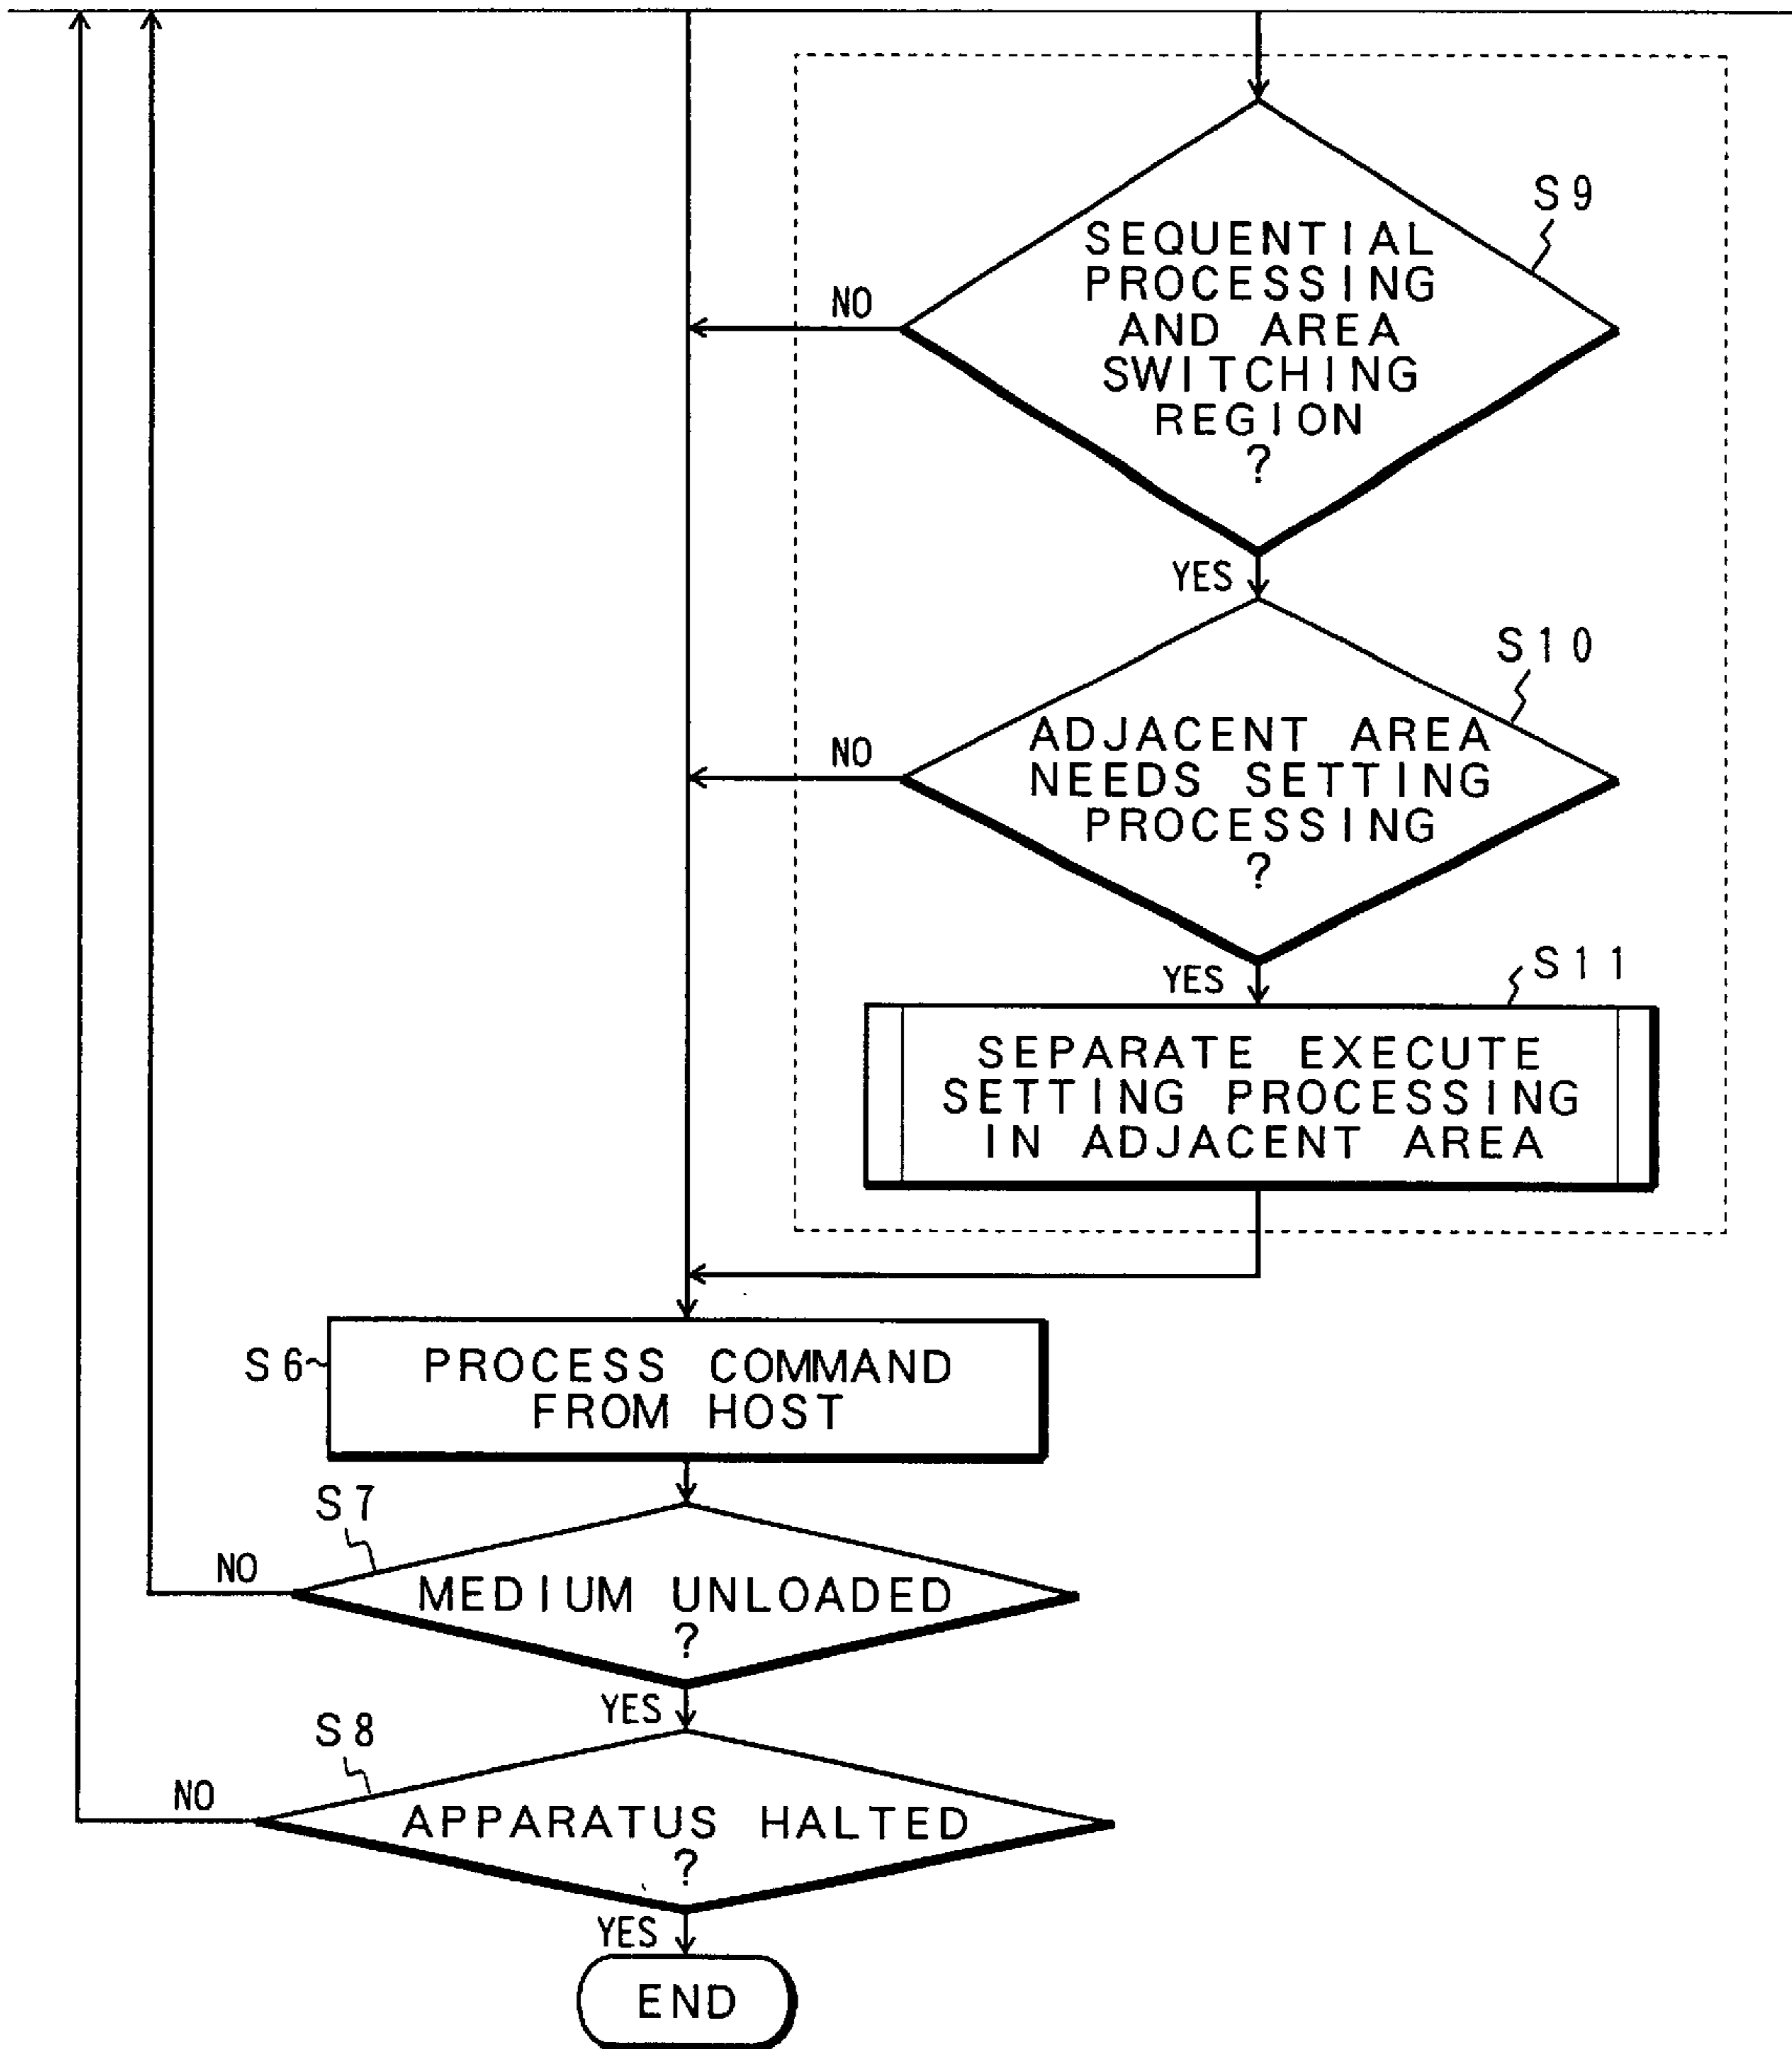 S9
SEQUENTIAL
PROCESSING
AND AREA
SWITCHING
REGION
?
NO
YES
S10
ADJACENT AREA
NEEDS SETTING
PROCESSING
?
NO
YES
S11
SEPARATE EXECUTE
SETTING PROCESSING
IN ADJACENT AREA
S6
PROCESS COMMAND
FROM HOST
S7
NO
MEDIUM UNLOADED
?
YES
S8
NO
APPARATUS HALTED
?
YES
END